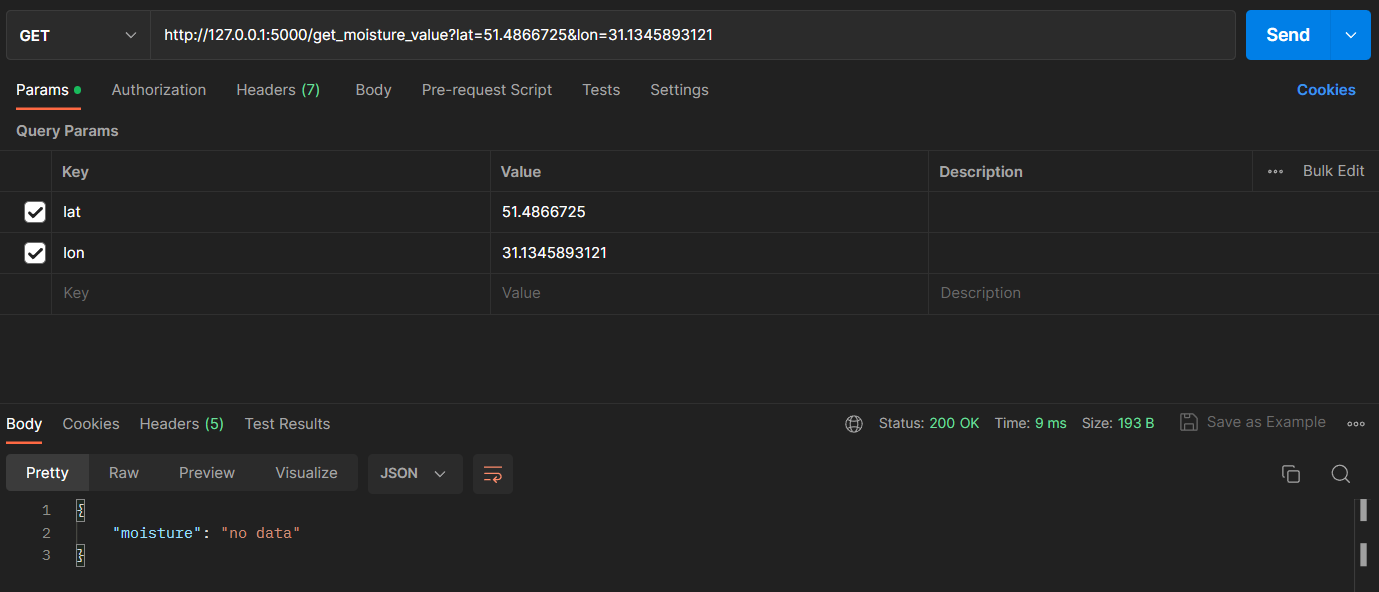 GET http://127.0.0.1:5000/get_moisture_value?lat=51.4866725&lon=31.1345893121 Send
Params Authorization Headers (7) Body Pre-request Script Tests Settings Cookies
Query Params
Key Value Description Bulk Edit
lat 51.4866725
lon 31.1345893121
Key Value Description
Body Cookies Headers (5) Test Results Status: 200 OK Time: 9 ms Size: 193 B Save as Example
Pretty Raw Preview Visualize JSON
1 {
2 "moisture": "no data"
3 }